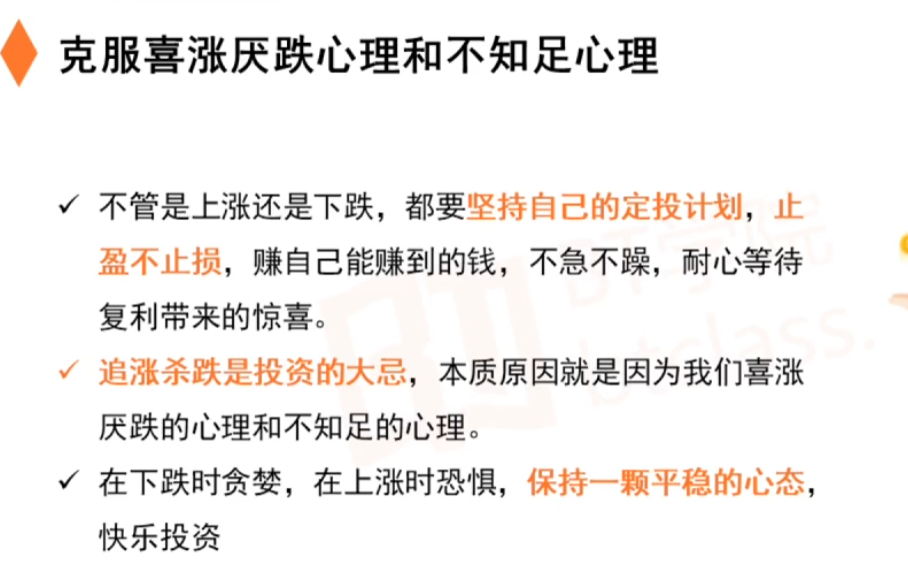 克服喜涨厌跌心理和不知足心理
✓ 不管是上涨还是下跌，都要坚持自己的定投计划，止
盈不止损，赚自己能赚到的钱，不急不躁，耐心等待
复利带来的惊喜。
✓ 追涨杀跌是投资的大忌，本质原因就是因为我们喜涨
厌跌的心理和不知足的心理。
✓ 在下跌时贪婪，在上涨时恐惧，保持一颗平稳的心态，
快乐投资
BT学院
btclass.